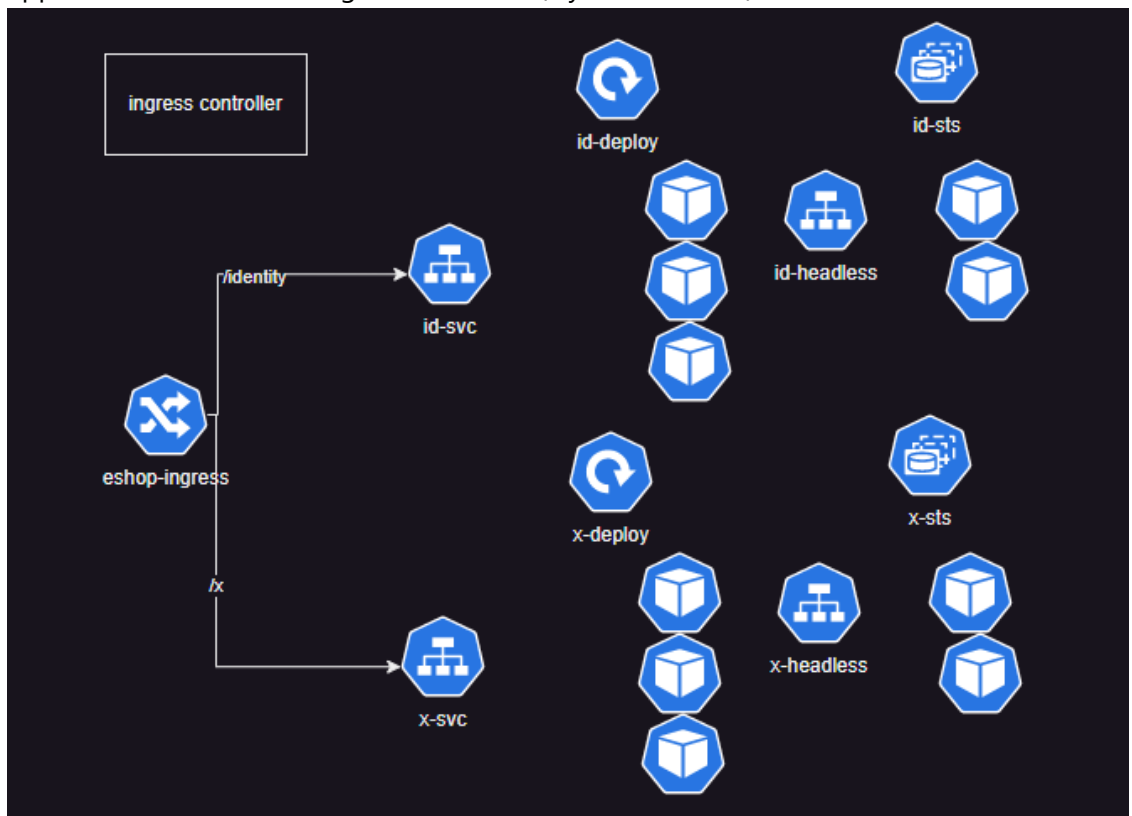 ingress controller
id-deploy
id-sts
id-headless
/identity
id-svc
eshop-ingress
x-deploy
x-sts
/x
x-headless
x-svc